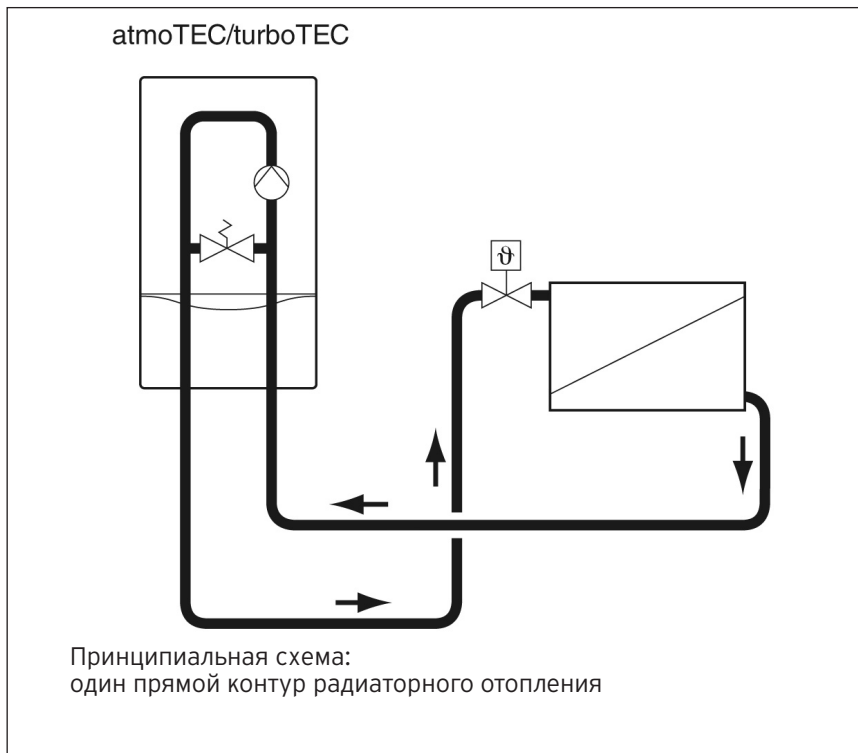 atmoTEC/turboTEC
ϑ
Принципиальная схема:
один прямой контур радиаторного отопления